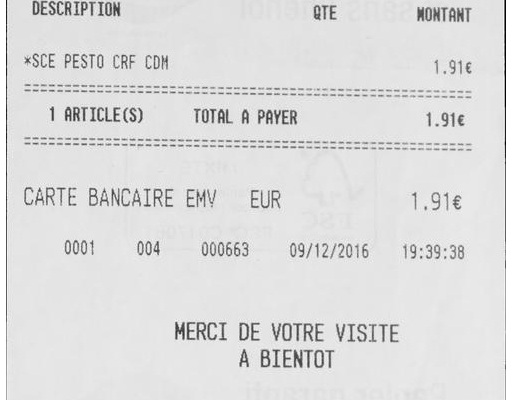 DESCRIPTION QTE MONTANT
*SCE PESTO CRF CDM 1.91€
1 ARTICLE(S) TOTAL A PAYER 1.91€
CARTE BANCAIRE EMV EUR 1.91€
0001 004 000663 09/12/2016 19:39:38
MERCI DE VOTRE VISITE
A BIENTOT